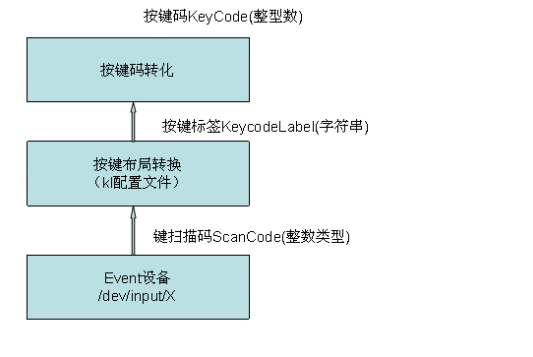 按键码KeyCode(整型数)
按键码转化
按键标签KeycodeLabel(字符串)
按键布局转换
（kl配置文件）
键扫描码ScanCode(整数类型)
Event设备
/dev/input/X